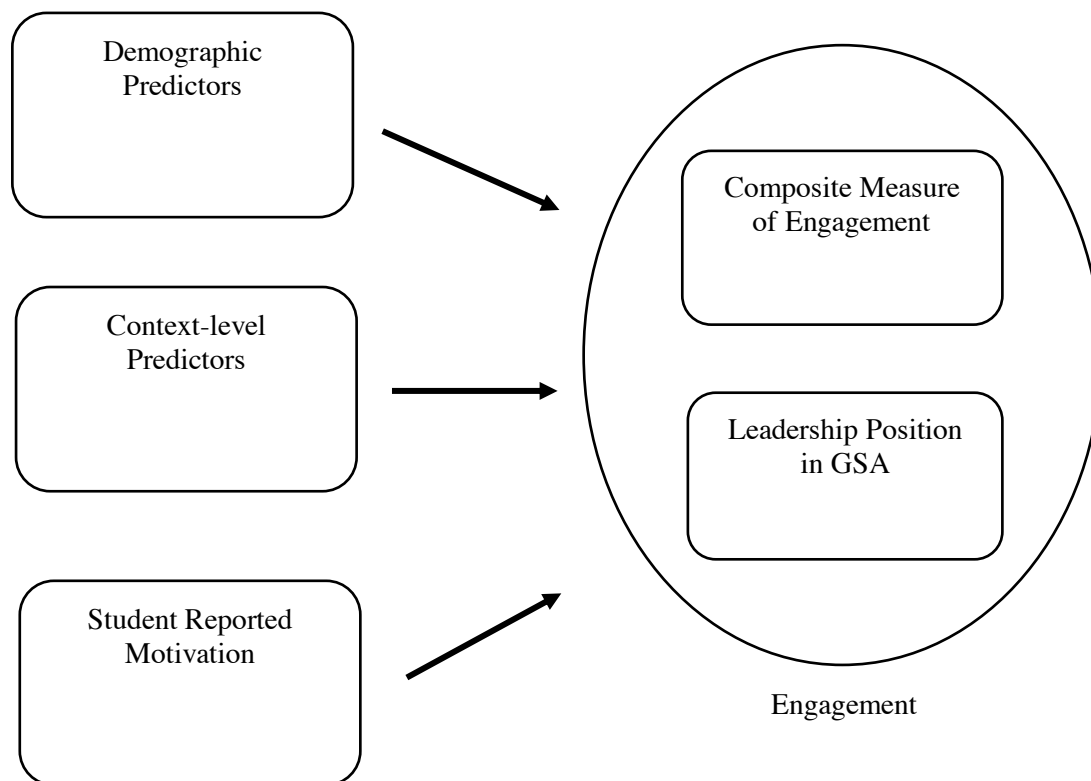 Demographic
Predictors
Context-level
Predictors
Student Reported
Motivation
Composite Measure
of Engagement
Leadership Position
in GSA
Engagement